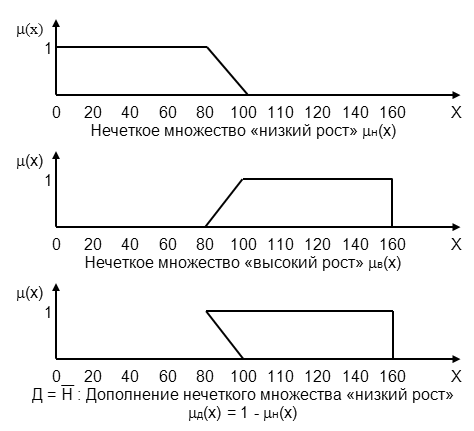 μ(x)
1
0 20 40 60 80 100 110 120 140 160 X
Нечеткое множество «низкий рост» μн(x)
μ(x)
1
0 20 40 60 80 100 110 120 140 160 X
Нечеткое множество «высокий рост» μв(x)
μ(x)
1
0 20 40 60 80 100 110 120 140 160 X
Д = H̅ : Дополнение нечеткого множества «низкий рост»
μд(x) = 1 - μн(x)